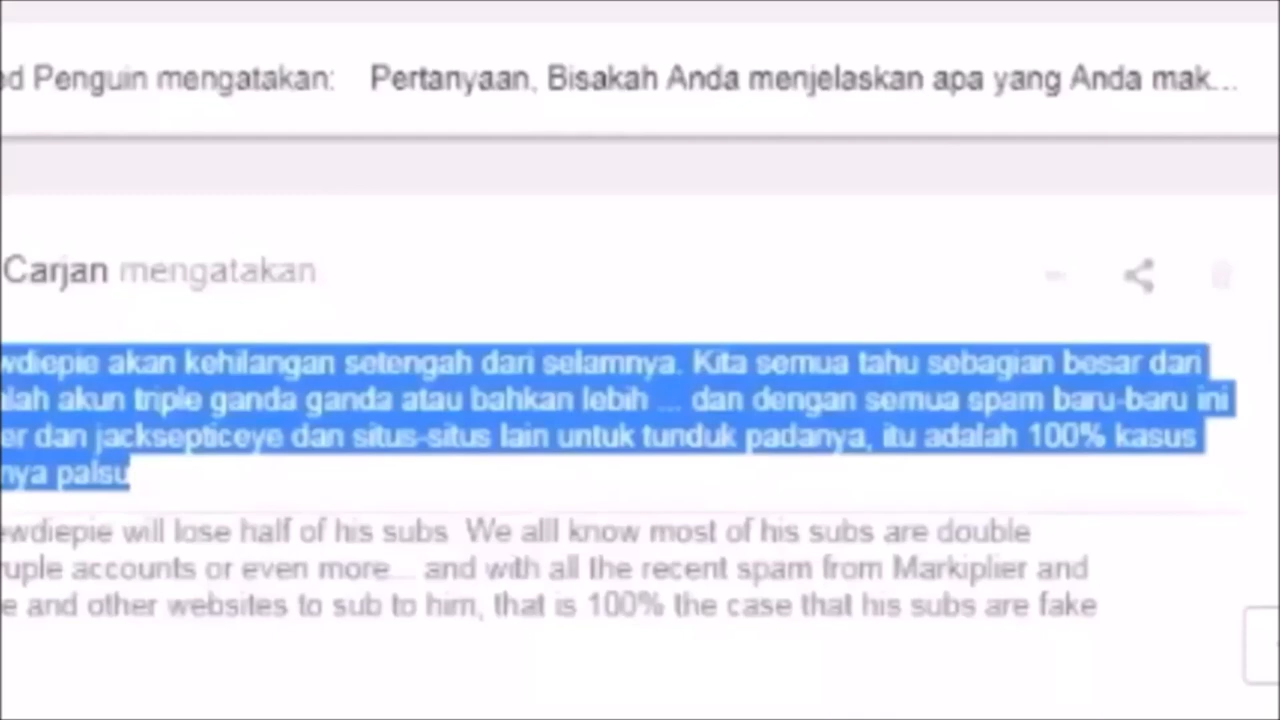 ed Penguin mengatakan: Pertanyaan, Bisakah Anda menjelaskan apa yang Anda mak...
Carjan mengatakan
wdiepie akan kehilangan setengah dari selamnya. Kita semua tahu sebagian besar dari
alah akun triple ganda ganda atau bahkan lebih ... dan dengan semua spam baru-baru ini
er dan jacksepticeye dan situs-situs lain untuk tunduk padanya, itu adalah 100% kasus
nya palsu
ewdiepie will lose half of his subs. We alll know most of his subs are double
ruple accounts or even more... and with all the recent spam from Markiplier and
e and other websites to sub to him, that is 100% the case that his subs are fake